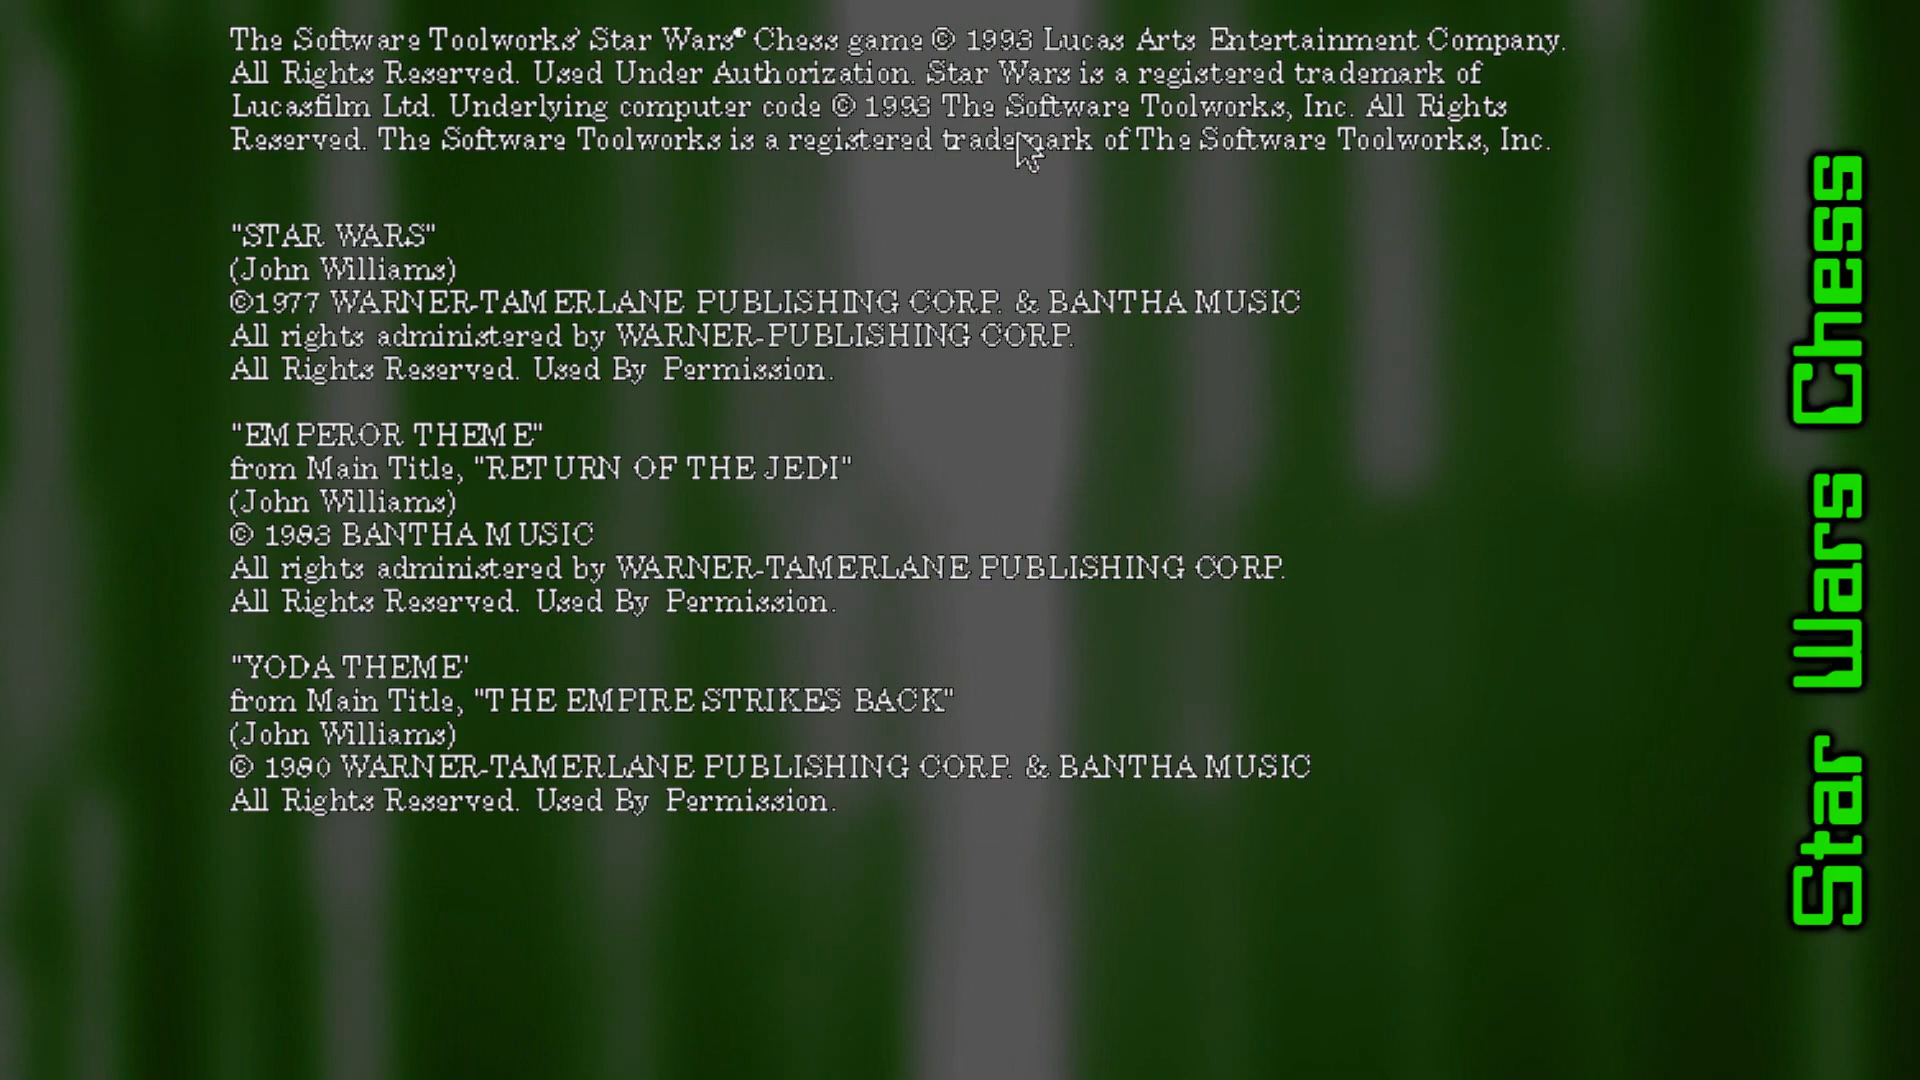 The Software Toolworks' Star Wars® Chess game © 1993 Lucas Arts Entertainment Company.
All Rights Reserved. Used Under Authorization. Star Wars is a registered trademark of
Lucasfilm Ltd. Underlying computer code © 1993 The Software Toolworks, Inc. All Rights
Reserved. The Software Toolworks is a registered trademark of The Software Toolworks, Inc.
"STAR WARS"
(John Williams)
©1977 WARNER-TAMERLANE PUBLISHING CORP. & BANTHA MUSIC
All rights administered by WARNER-PUBLISHING CORP.
All Rights Reserved. Used By Permission.
"EMPEROR THEME"
from Main Title, "RETURN OF THE JEDI"
(John Williams)
© 1983 BANTHA MUSIC
All rights administered by WARNER-TAMERLANE PUBLISHING CORP.
All Rights Reserved. Used By Permission.
"YODA THEME'
from Main Title, "THE EMPIRE STRIKES BACK"
(John Williams)
© 1980 WARNER-TAMERLANE PUBLISHING CORP. & BANTHA MUSIC
All Rights Reserved. Used By Permission.
Star Wars Chess